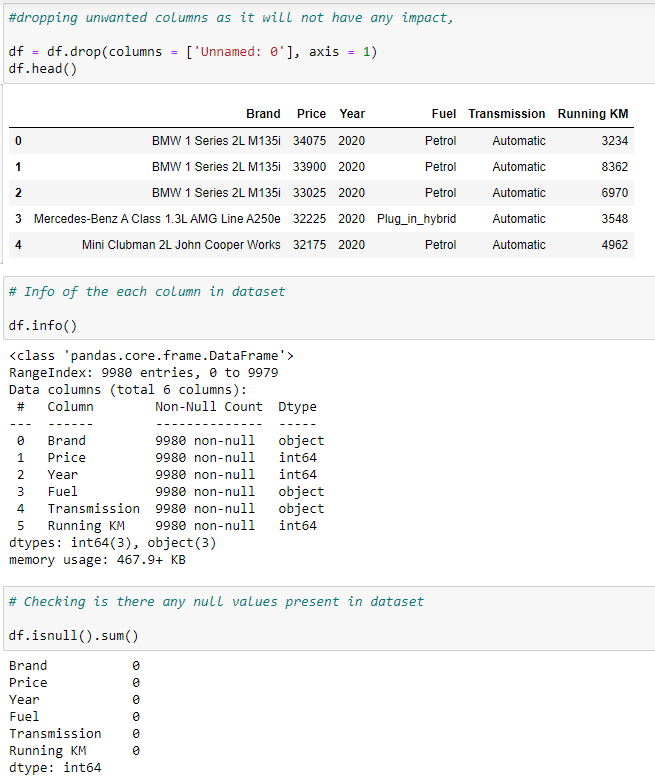 #dropping unwanted columns as it will not have any impact,
df = df.drop(columns = ['Unnamed: 0'], axis = 1)
df.head()
Brand Price Year Fuel Transmission Running KM
0 BMW 1 Series 2L M135i 34075 2020 Petrol Automatic 3234
1 BMW 1 Series 2L M135i 33900 2020 Petrol Automatic 8362
2 BMW 1 Series 2L M135i 33025 2020 Petrol Automatic 6970
3 Mercedes-Benz A Class 1.3L AMG Line A250e 32225 2020 Plug_in_hybrid Automatic 3548
4 Mini Clubman 2L John Cooper Works 32175 2020 Petrol Automatic 4962
# Info of the each column in dataset
df.info()
<class 'pandas.core.frame.DataFrame'>
RangeIndex: 9980 entries, 0 to 9979
Data columns (total 6 columns):
# Column Non-Null Count Dtype
--- ------ -------------- -----
0 Brand 9980 non-null object
1 Price 9980 non-null int64
2 Year 9980 non-null int64
3 Fuel 9980 non-null object
4 Transmission 9980 non-null object
5 Running KM 9980 non-null int64
dtypes: int64(3), object(3)
memory usage: 467.9+ KB
# Checking is there any null values present in dataset
df.isnull().sum()
Brand 0
Price 0
Year 0
Fuel 0
Transmission 0
Running KM 0
dtype: int64